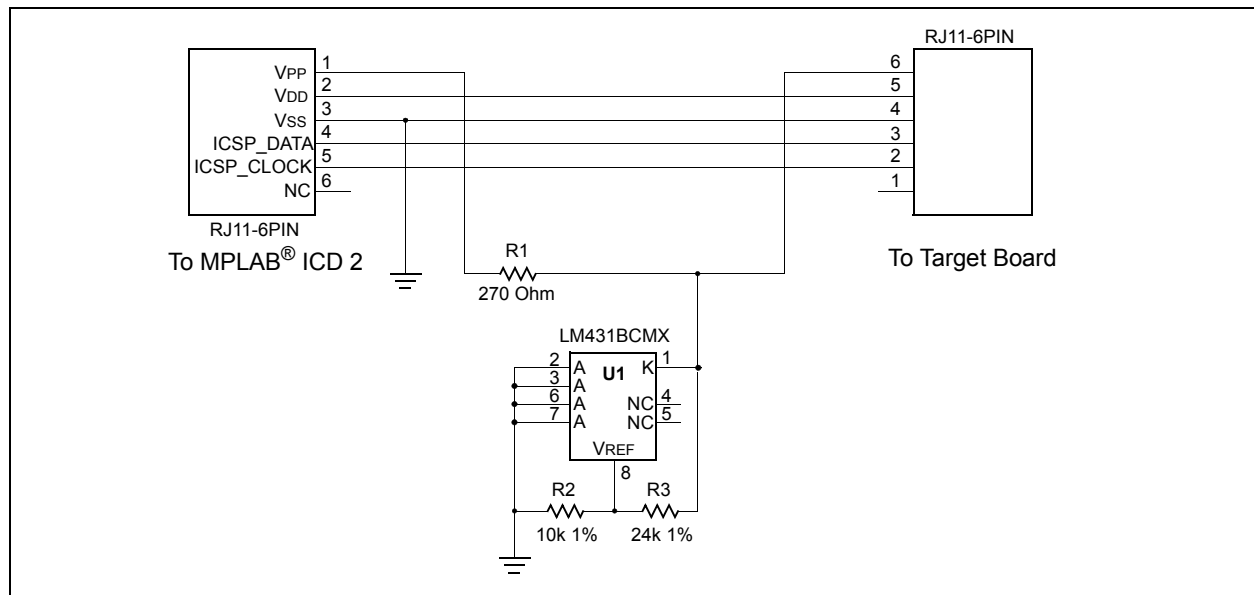 RJ11-6PIN
VPP 1
VDD 2
VSS 3
ICSP_DATA 4
ICSP_CLOCK 5
NC 6
RJ11-6PIN
To MPLAB® ICD 2
6
5
4
3
2
1
To Target Board
R1
270 Ohm
LM431BCMX
2 A
3 A
6 A
7 A
U1
K 1
NC 4
NC 5
VREF
8
R2
10k 1%
R3
24k 1%